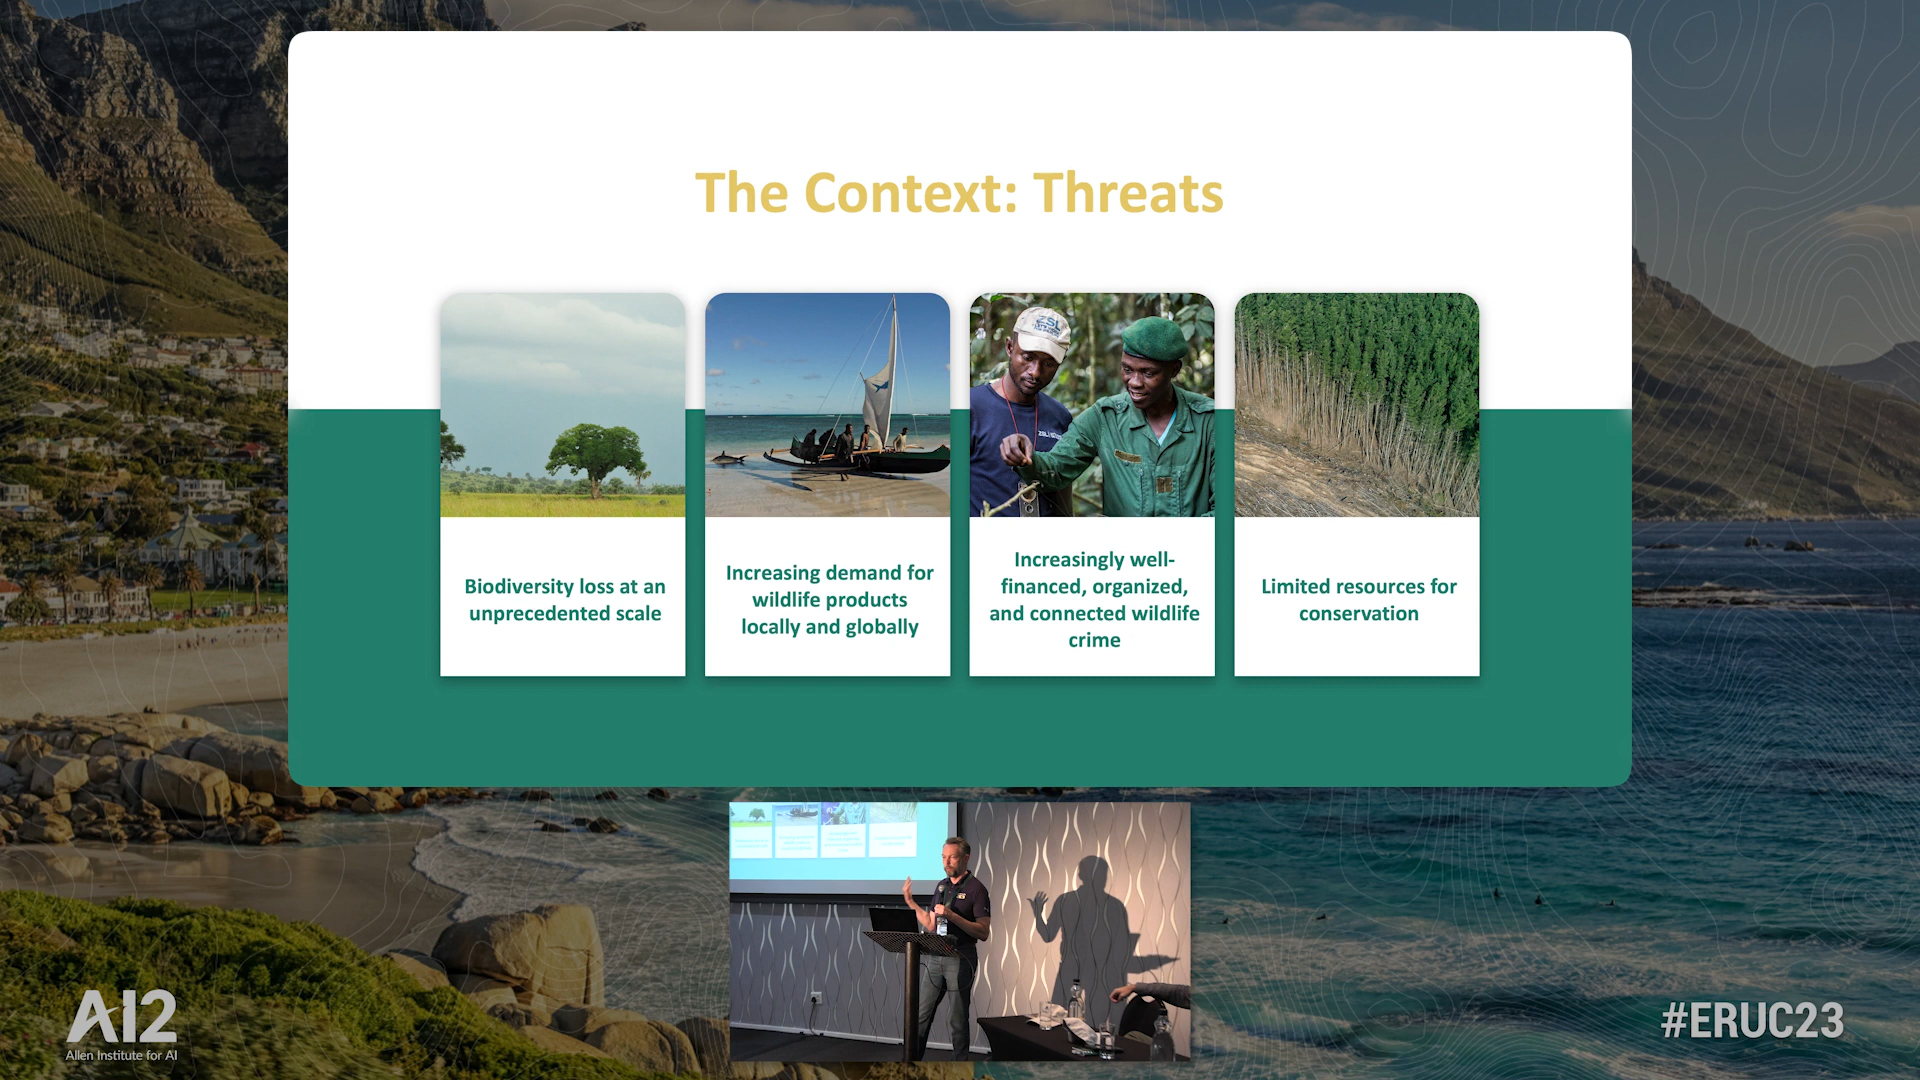 The Context: Threats
Biodiversity loss at an
unprecedented scale
Increasing demand for
wildlife products
locally and globally
Increasingly well-
financed, organized,
and connected wildlife
crime
Limited resources for
conservation
ZSL
AI2
Allen Institute for AI
#ERUC23